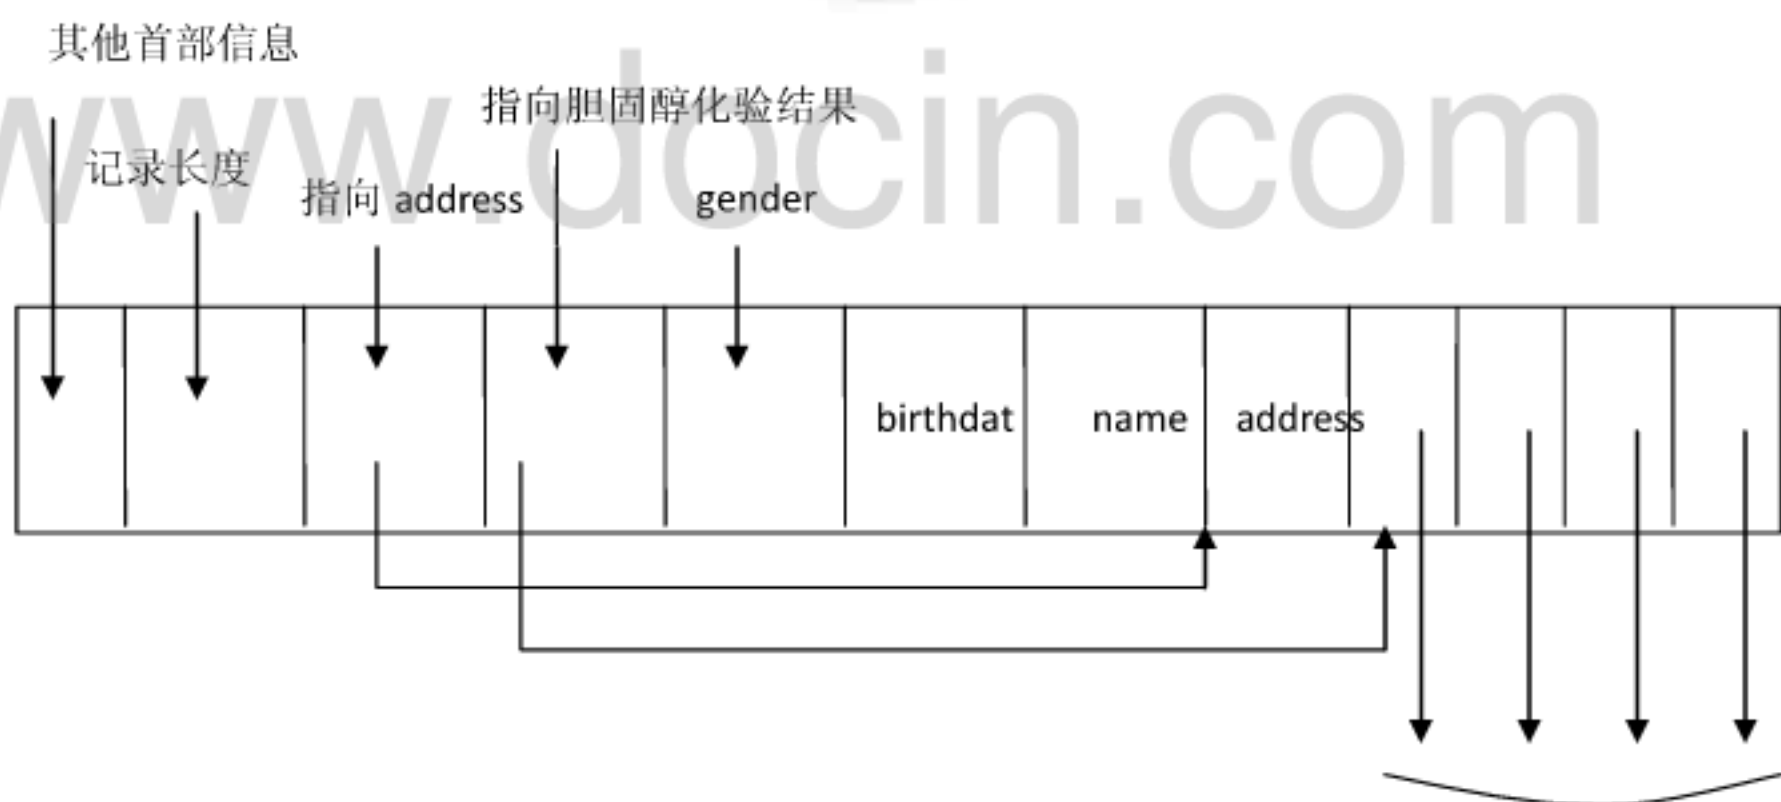 其他首部信息
www.docin.com
指向胆固醇化验结果
记录长度
指向 address
gender
birthdat
name
address